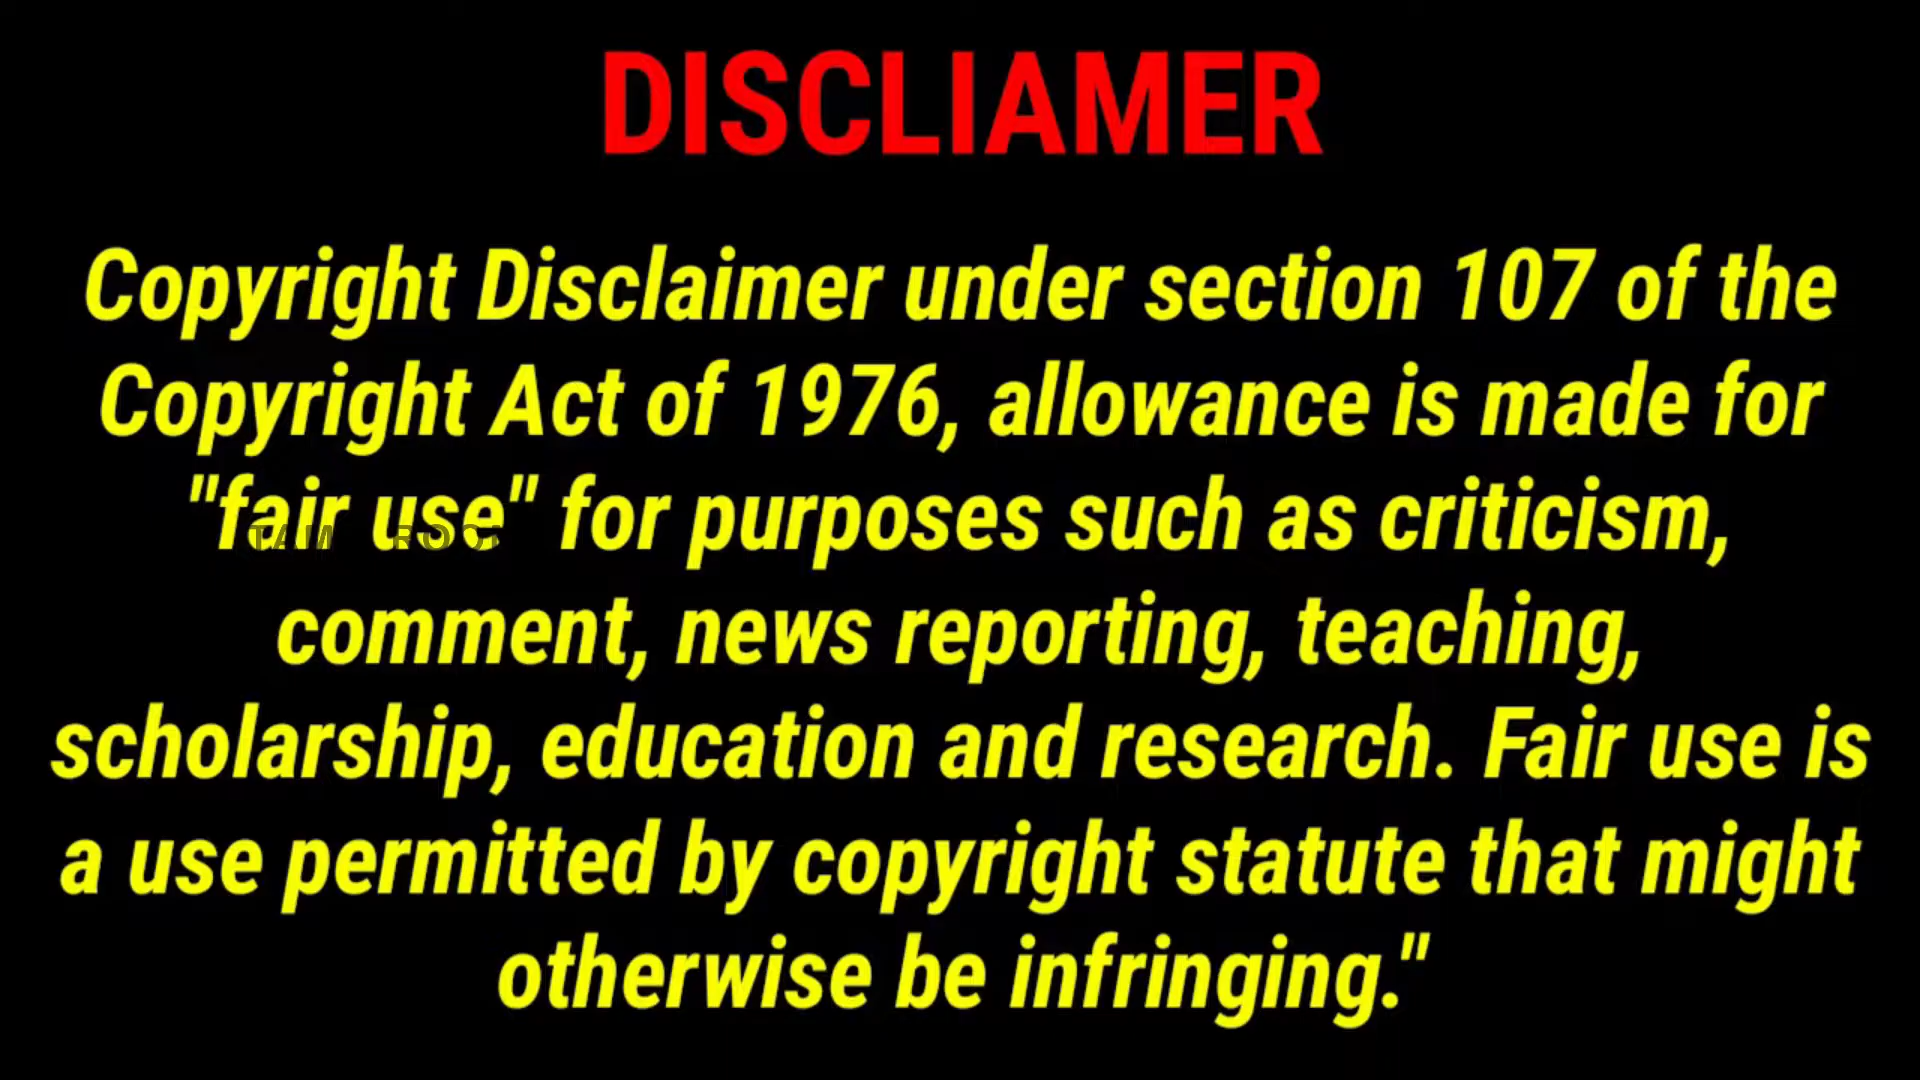 DISCLIAMER
Copyright Disclaimer under section 107 of the
Copyright Act of 1976, allowance is made for
"fair use" for purposes such as criticism,
comment, news reporting, teaching,
scholarship, education and research. Fair use is
a use permitted by copyright statute that might
otherwise be infringing."